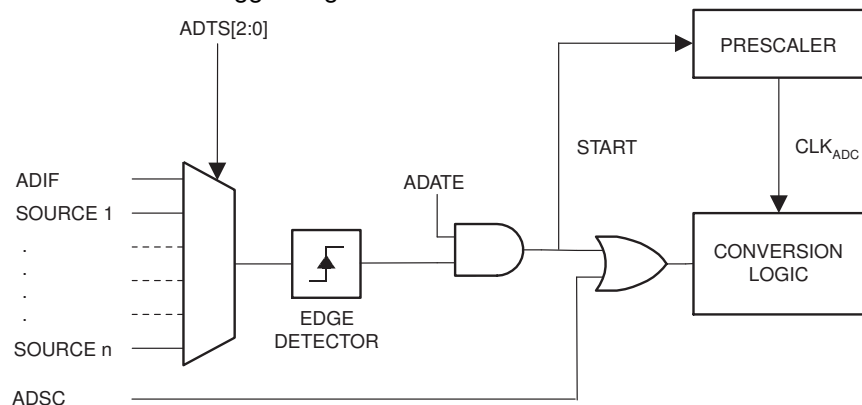 ADTS[2:0]
PRESCALER
START
CLKADC
ADIF
ADATE
SOURCE 1
.
.
.
.
CONVERSION
LOGIC
EDGE
DETECTOR
SOURCE n
ADSC